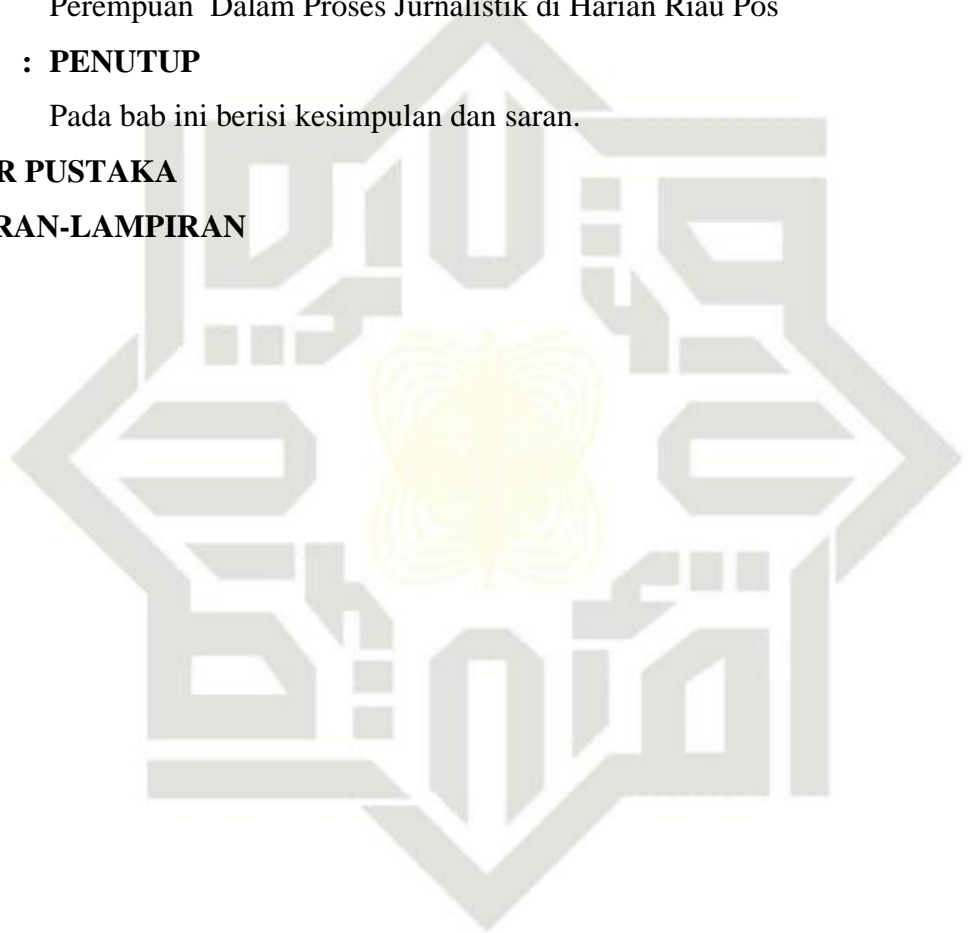 Perempuan Dalam Proses Jurnalistik di Harian Riau Pos
: PENUTUP
Pada bab ini berisi kesimpulan dan saran.
R PUSTAKA
RAN-LAMPIRAN